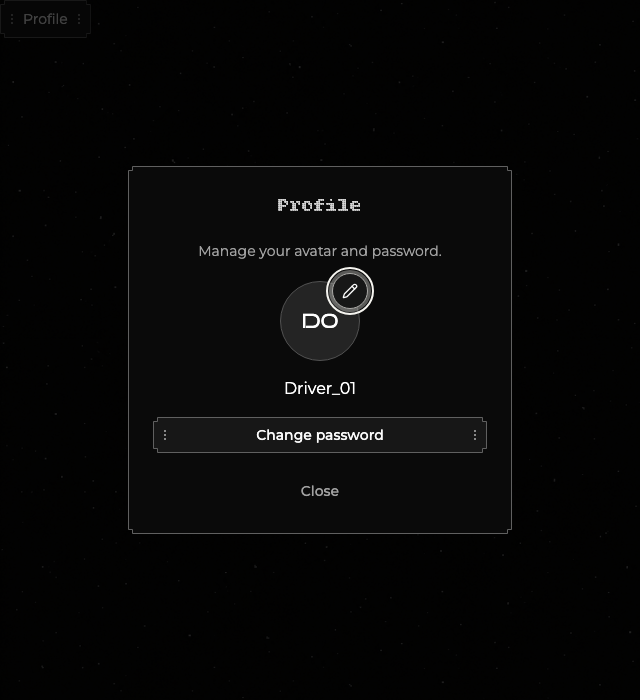 Profile
Profile
Manage your avatar and password.
DO
Driver_01
Change password
Close